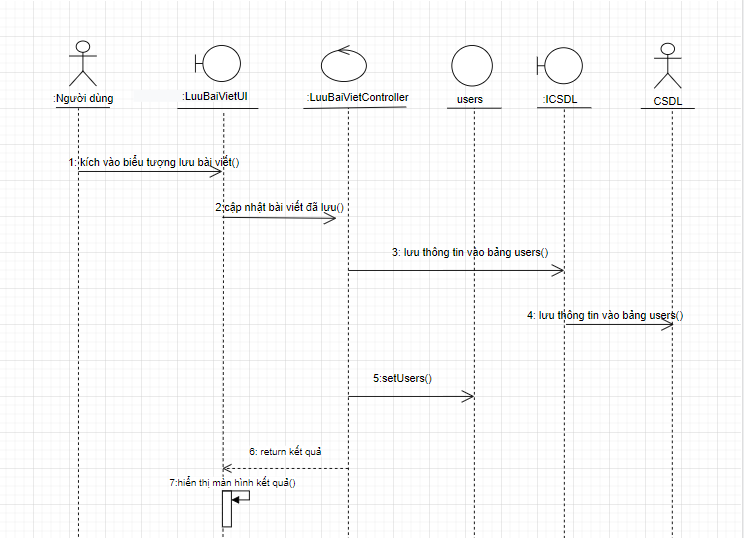 :Người dùng
:LuuBaiVietUI
:LuuBaiVietController
users
:ICSDL
CSDL
1: kích vào biểu tượng lưu bài viết()
2:cập nhật bài viết đã lưu()
3: lưu thông tin vào bảng users()
4: lưu thông tin vào bảng users()
5:setUsers()
6: return kết quả
7:hiển thị màn hình kết quả()